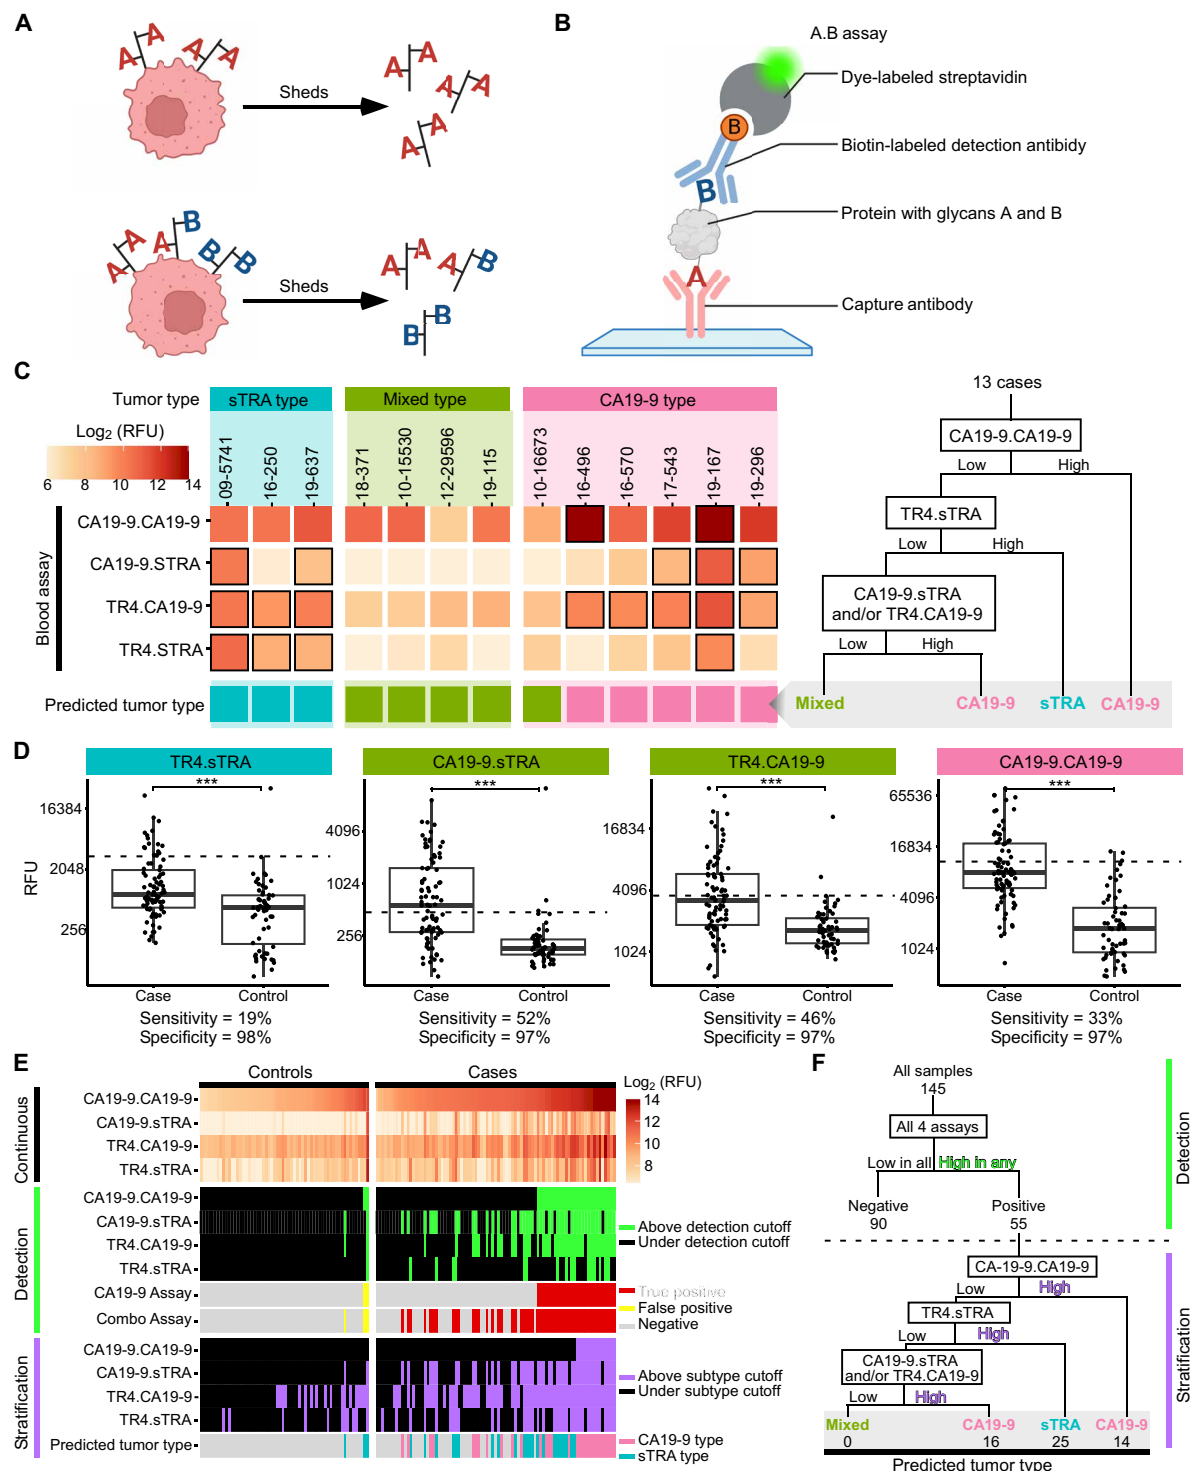 A
A A A A
Sheds
A A A A A A
A A A B B B
Sheds
A A A B
B B
B
A.B assay
Dye-labeled streptavidin
B
Biotin-labeled detection antibidy
B
Protein with glycans A and B
A
Capture antibody
C
Tumor type
sTRA type Mixed type CA19-9 type
Log2 (RFU)
6 8 10 12 14
09-5741 16-250 19-637 18-371 10-15530 12-29596 19-115 10-16673 16-496 16-570 17-543 19-167 19-296
Blood assay
CA19-9.CA19-9
CA19-9.STRA
TR4.CA19-9
TR4.STRA
Predicted tumor type
13 cases
CA19-9.CA19-9
Low High
TR4.sTRA
Low High
CA19-9.sTRA
and/or TR4.CA19-9
Low High
Mixed CA19-9 sTRA CA19-9
D
TR4.sTRA
***
RFU
16384
2048
256
Case Control
Sensitivity = 19%
Specificity = 98%
CA19-9.sTRA
***
4096
1024
256
Case Control
Sensitivity = 52%
Specificity = 97%
TR4.CA19-9
***
16834
4096
1024
Case Control
Sensitivity = 46%
Specificity = 97%
CA19-9.CA19-9
***
65536
16834
4096
1024
Case Control
Sensitivity = 33%
Specificity = 97%
E
Controls Cases
Log2 (RFU)
14
12
10
8
Continuous
CA19-9.CA19-9
CA19-9.sTRA
TR4.CA19-9
TR4.sTRA
Detection
CA19-9.CA19-9
CA19-9.sTRA
TR4.CA19-9
TR4.sTRA
Above detection cutoff
Under detection cutoff
CA19-9 Assay
Combo Assay
True positive
False positive
Negative
Stratification
CA19-9.CA19-9
CA19-9.sTRA
TR4.CA19-9
TR4.sTRA
Above subtype cutoff
Under subtype cutoff
Predicted tumor type
CA19-9 type
sTRA type
F
All samples
145
All 4 assays
Low in all High in any
Negative Positive
90 55
Detection
CA-19-9.CA19-9
Low High
TR4.sTRA
Low High
CA19-9.sTRA
and/or TR4.CA19-9
Low High
Mixed CA19-9 sTRA CA19-9
0 16 25 14
Predicted tumor type
Stratification